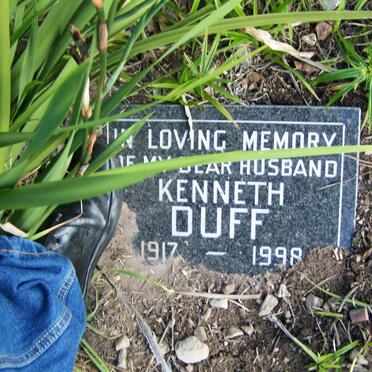 IN LOVING MEMORY
OF MY DEAR HUSBAND
KENNETH
DUFF
1917 - 1998